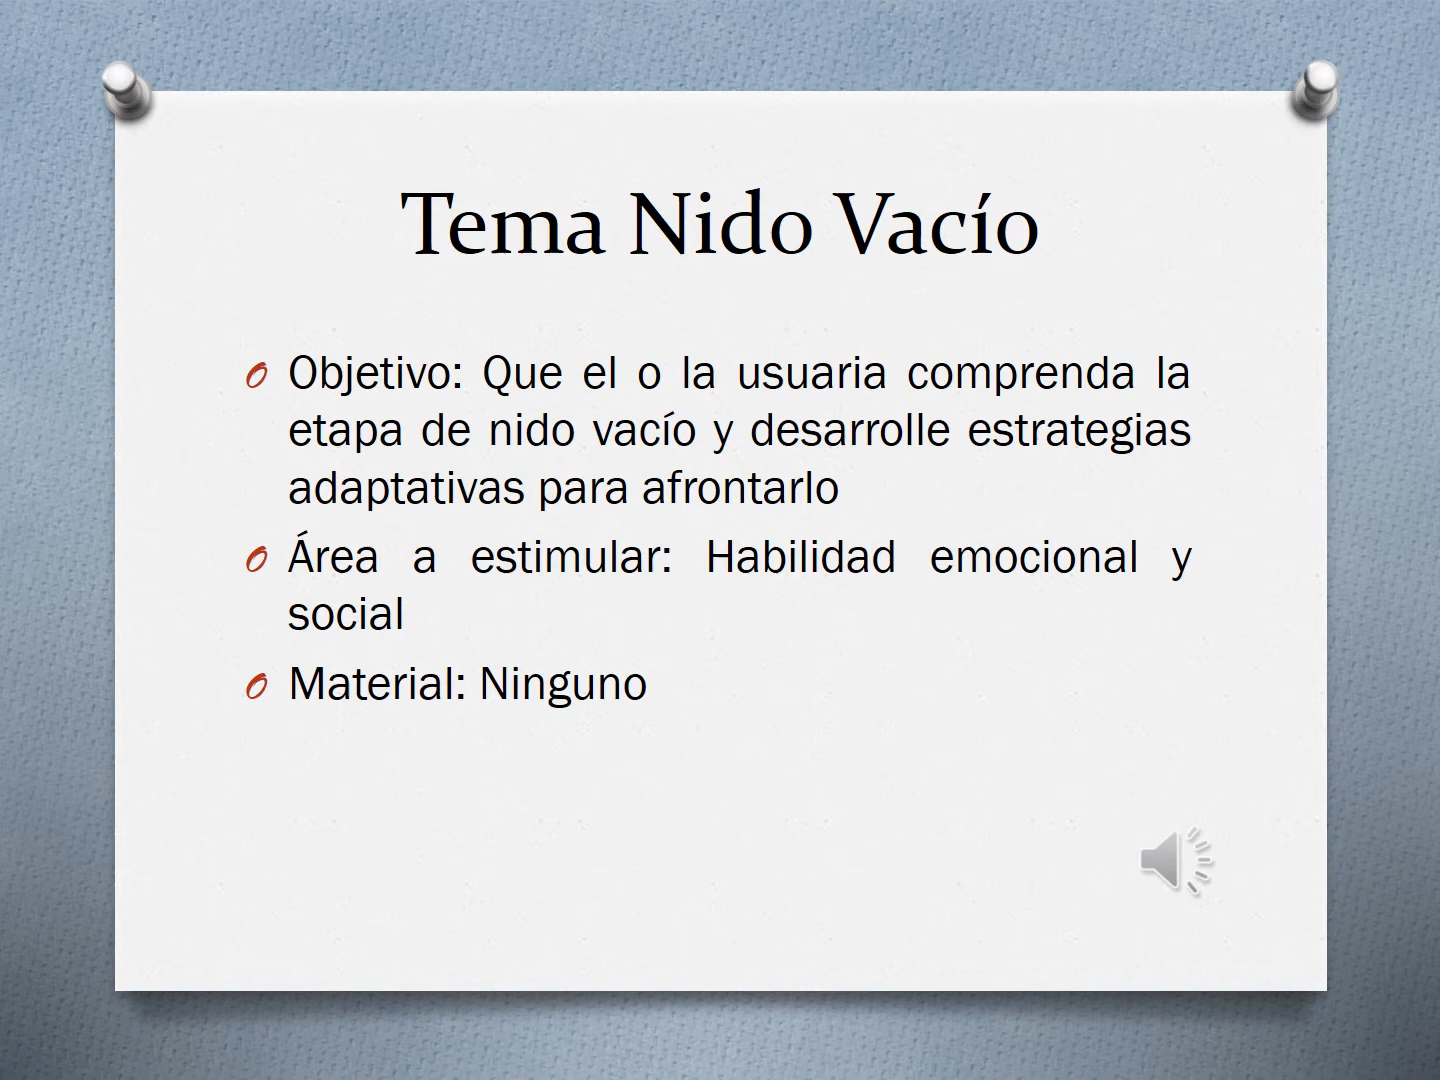 Tema Nido Vacío
Objetivo: Que el o la usuaria comprenda la
etapa de nido vacío y desarrolle estrategias
adaptativas para afrontarlo
Área a estimular: Habilidad emocional y
social
Material: Ninguno